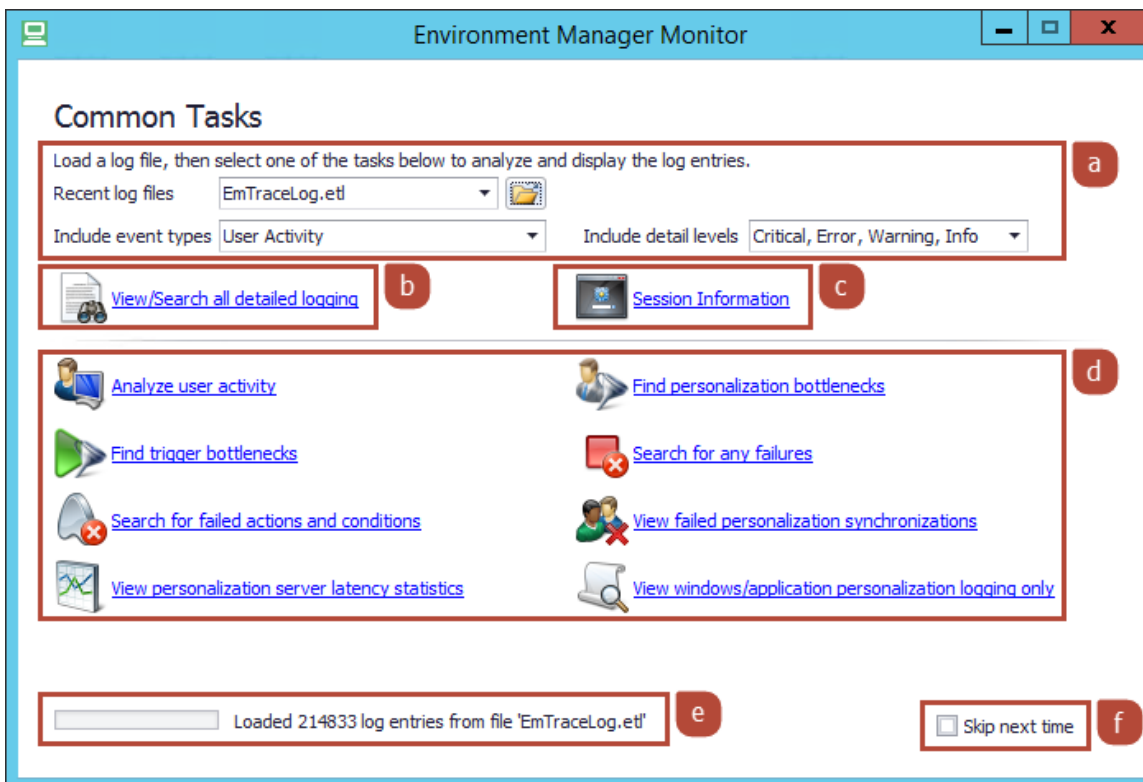 Environment Manager Monitor
Common Tasks
Load a log file, then select one of the tasks below to analyze and display the log entries.
a
Recent log files EmTraceLog.etl
Include event types User Activity Include detail levels Critical, Error, Warning, Info
View/Search all detailed logging b Session Information c
d
Analyze user activity Find personalization bottlenecks
Find trigger bottlenecks Search for any failures
Search for failed actions and conditions View failed personalization synchronizations
View personalization server latency statistics View windows/application personalization logging only
Loaded 214833 log entries from file 'EmTraceLog.etl' e Skip next time f